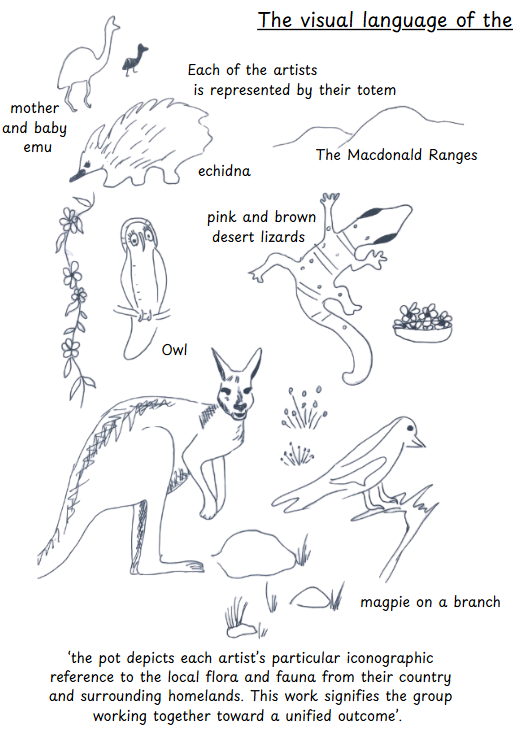 The visual language of the
Each of the artists
is represented by their totem
mother
and baby
emu
The Macdonald Ranges
echidna
pink and brown
desert lizards
Owl
magpie on a branch
‘the pot depicts each artist’s particular iconographic
reference to the local flora and fauna from their country
and surrounding homelands. This work signifies the group
working together toward a unified outcome’.